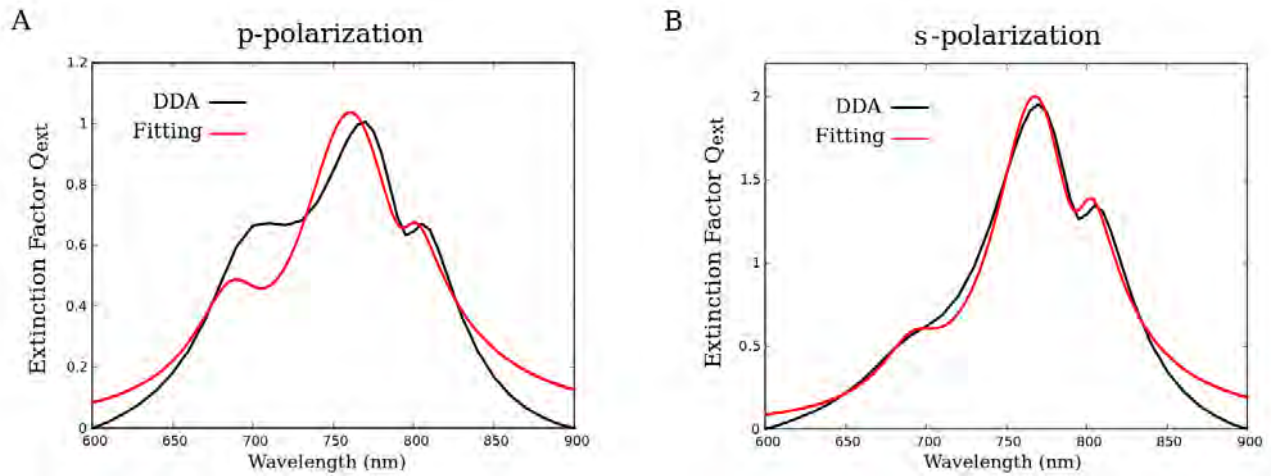 A
p-polarization
1.2
1
0.8
0.6
0.4
0.2
0
Extinction Factor Qext
DDA
Fitting
600 650 700 750 800 850 900
Wavelength (nm)
B
s-polarization
2
1.5
1
0.5
0
Extinction Factor Qext
DDA
Fitting
600 650 700 750 800 850 900
Wavelength (nm)